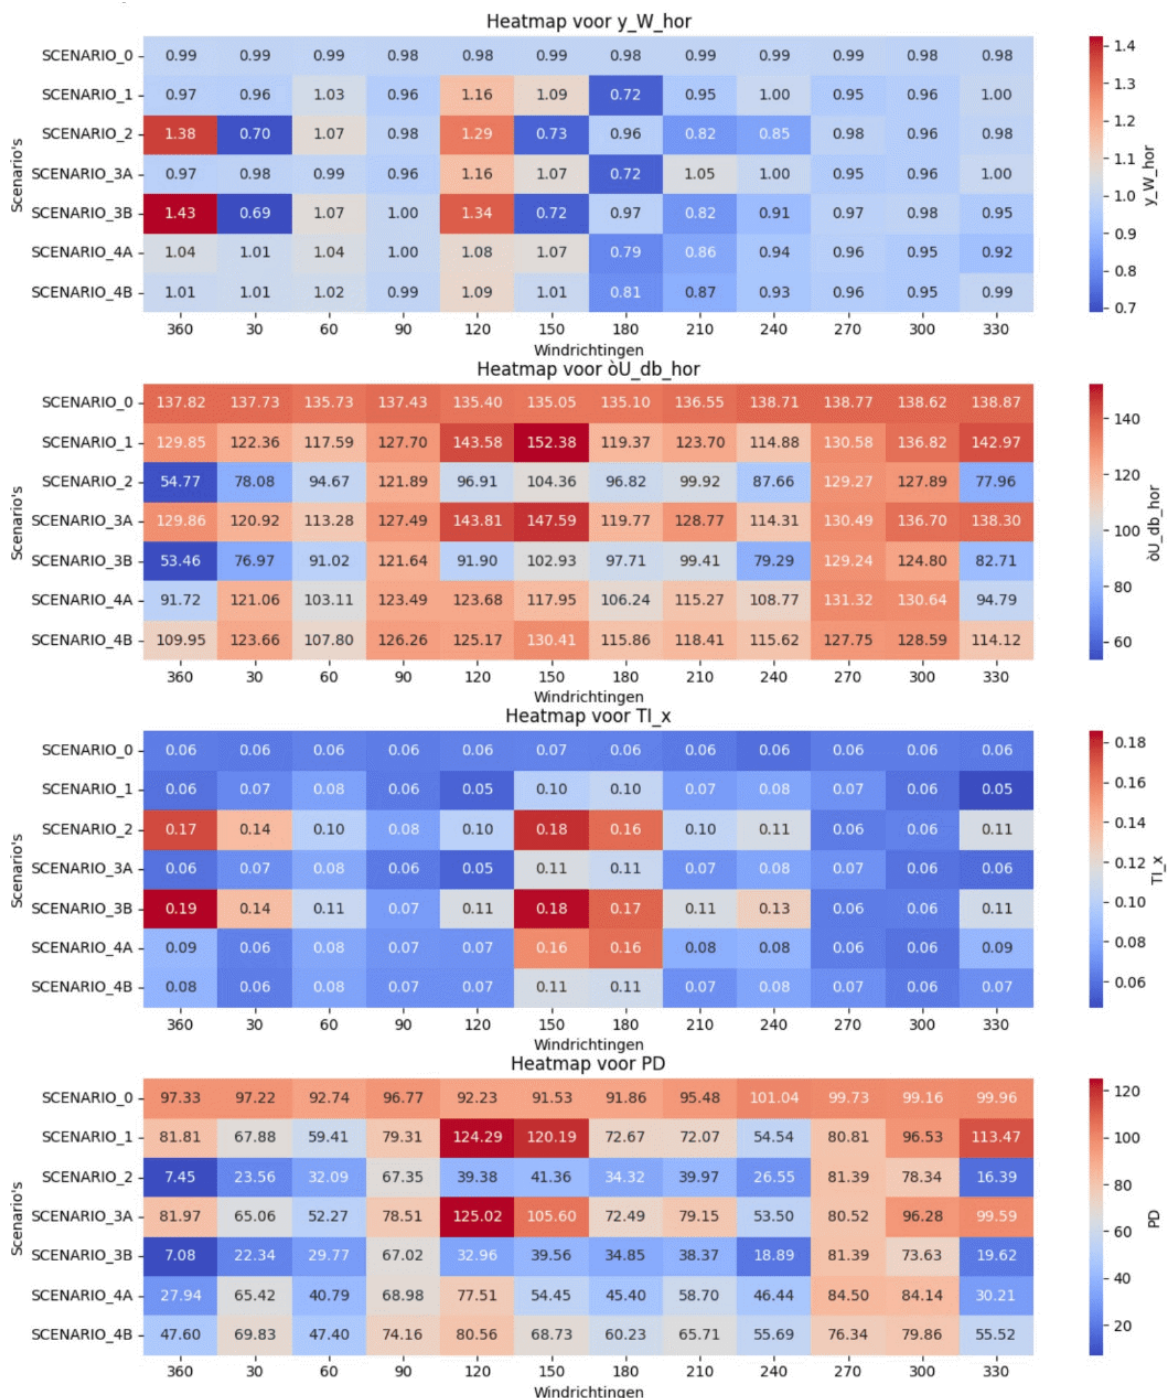 Heatmap voor y_W_hor
SCENARIO_0 0.99 0.99 0.99 0.98 0.98 0.99 0.98 0.99 0.99 0.99 0.98 0.98
SCENARIO_1 0.97 0.96 1.03 0.96 1.16 1.09 0.72 0.95 1.00 0.95 0.96 1.00
SCENARIO_2 1.38 0.70 1.07 0.98 1.29 0.73 0.96 0.82 0.85 0.98 0.96 0.98
SCENARIO_3A 0.97 0.98 0.99 0.96 1.16 1.07 0.72 1.05 1.00 0.95 0.96 1.00
SCENARIO_3B 1.43 0.69 1.07 1.00 1.34 0.72 0.97 0.82 0.91 0.97 0.98 0.95
SCENARIO_4A 1.04 1.01 1.04 1.00 1.08 1.07 0.79 0.86 0.94 0.96 0.95 0.92
SCENARIO_4B 1.01 1.01 1.02 0.99 1.09 1.01 0.81 0.87 0.93 0.96 0.95 0.99
360 30 60 90 120 150 180 210 240 270 300 330
Windrichtingen
Scenario's
1.4
1.3
1.2
1.1
1.0
0.9
0.8
0.7
y_W_hor
Heatmap voor òU_db_hor
SCENARIO_0 137.82 137.73 135.73 137.43 135.40 135.05 135.10 136.55 138.71 138.77 138.62 138.87
SCENARIO_1 129.85 122.36 117.59 127.70 143.58 152.38 119.37 123.70 114.88 130.58 136.82 142.97
SCENARIO_2 54.77 78.08 94.67 121.89 96.91 104.36 96.82 99.92 87.66 129.27 127.89 77.96
SCENARIO_3A 129.86 120.92 113.28 127.49 143.81 147.59 119.77 128.77 114.31 130.49 136.70 138.30
SCENARIO_3B 53.46 76.97 91.02 121.64 91.90 102.93 97.71 99.41 79.29 129.24 124.80 82.71
SCENARIO_4A 91.72 121.06 103.11 123.49 123.68 117.95 106.24 115.27 108.77 131.32 130.64 94.79
SCENARIO_4B 109.95 123.66 107.80 126.26 125.17 130.41 115.86 118.41 115.62 127.75 128.59 114.12
360 30 60 90 120 150 180 210 240 270 300 330
Windrichtingen
Scenario's
140
120
100
80
60
òU_db_hor
Heatmap voor TI_x
SCENARIO_0 0.06 0.06 0.06 0.06 0.06 0.07 0.06 0.06 0.06 0.06 0.06 0.06
SCENARIO_1 0.06 0.07 0.08 0.06 0.05 0.10 0.10 0.07 0.08 0.07 0.06 0.05
SCENARIO_2 0.17 0.14 0.10 0.08 0.10 0.18 0.16 0.10 0.11 0.06 0.06 0.11
SCENARIO_3A 0.06 0.07 0.08 0.06 0.05 0.11 0.11 0.07 0.08 0.07 0.06 0.06
SCENARIO_3B 0.19 0.14 0.11 0.07 0.11 0.18 0.17 0.11 0.13 0.06 0.06 0.11
SCENARIO_4A 0.09 0.06 0.08 0.07 0.07 0.16 0.16 0.08 0.08 0.06 0.06 0.09
SCENARIO_4B 0.08 0.06 0.08 0.07 0.07 0.11 0.11 0.07 0.08 0.07 0.06 0.07
360 30 60 90 120 150 180 210 240 270 300 330
Windrichtingen
Scenario's
0.18
0.16
0.14
0.12
0.10
0.08
0.06
TI_x
Heatmap voor PD
SCENARIO_0 97.33 97.22 92.74 96.77 92.23 91.53 91.86 95.48 101.04 99.73 99.16 99.96
SCENARIO_1 81.81 67.88 59.41 79.31 124.29 120.19 72.67 72.07 54.54 80.81 96.53 113.47
SCENARIO_2 7.45 23.56 32.09 67.35 39.38 41.36 34.32 39.97 26.55 81.39 78.34 16.39
SCENARIO_3A 81.97 65.06 52.27 78.51 125.02 105.60 72.49 79.15 53.50 80.52 96.28 99.59
SCENARIO_3B 7.08 22.34 29.77 67.02 32.96 39.56 34.85 38.37 18.89 81.39 73.63 19.62
SCENARIO_4A 27.94 65.42 40.79 68.98 77.51 54.45 45.40 58.70 46.44 84.50 84.14 30.21
SCENARIO_4B 47.60 69.83 47.40 74.16 80.56 68.73 60.23 65.71 55.69 76.34 79.86 55.52
360 30 60 90 120 150 180 210 240 270 300 330
Windrichtingen
Scenario's
120
100
80
60
40
20
PD